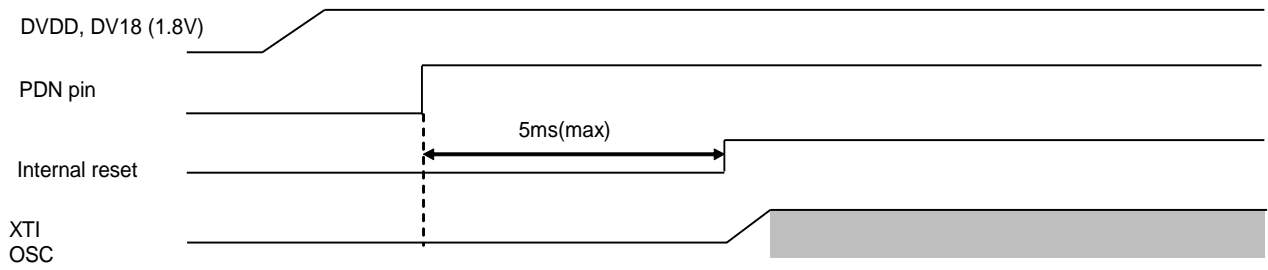 DVDD, DV18 (1.8V)
PDN pin
5ms(max)
Internal reset
XTI
OSC